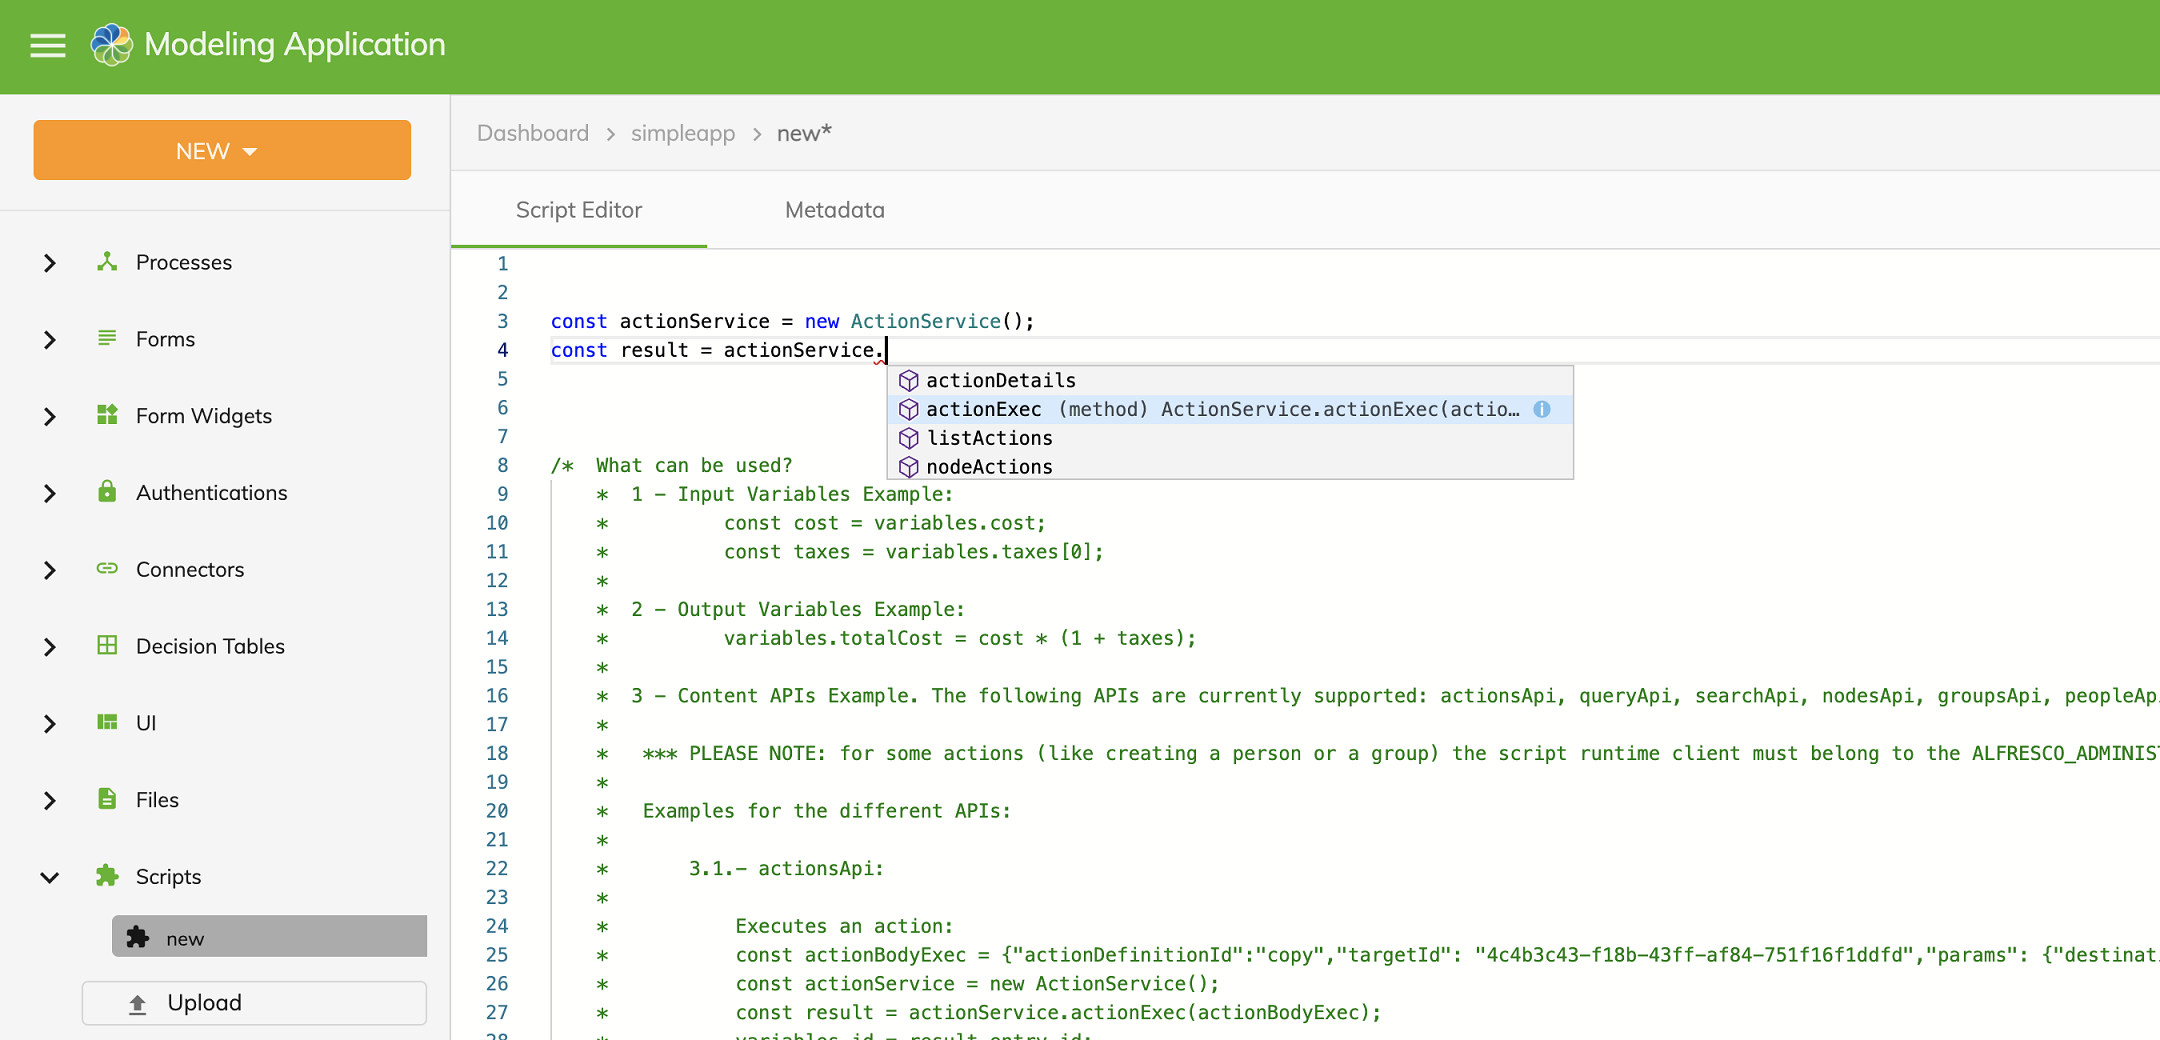 Modeling Application
NEW
Dashboard > simpleapp > new*
Script Editor
Metadata
Processes
Forms
Form Widgets
Authentications
Connectors
Decision Tables
UI
Files
Scripts
new
Upload
1
2
3 const actionService = new ActionService();
4 const result = actionService.
actionDetails
actionExec (method) ActionService.actionExec(actio…
listActions
nodeActions
5
6
7
8 /* What can be used?
9 * 1 - Input Variables Example:
10 * const cost = variables.cost;
11 * const taxes = variables.taxes[0];
12 *
13 * 2 - Output Variables Example:
14 * variables.totalCost = cost * (1 + taxes);
15 *
16 * 3 - Content APIs Example. The following APIs are currently supported: actionsApi, queryApi, searchApi, nodesApi, groupsApi, peopleAp
17 *
18 * *** PLEASE NOTE: for some actions (like creating a person or a group) the script runtime client must belong to the ALFRESCO_ADMINIS
19 *
20 * Examples for the different APIs:
21 *
22 * 3.1.- actionsApi:
23 *
24 * Executes an action:
25 * const actionBodyExec = {"actionDefinitionId":"copy","targetId": "4c4b3c43-f18b-43ff-af84-751f16f1ddfd","params": {"destinat
26 * const actionService = new ActionService();
27 * const result = actionService.actionExec(actionBodyExec);
28 * variables.id = result.entry.id;